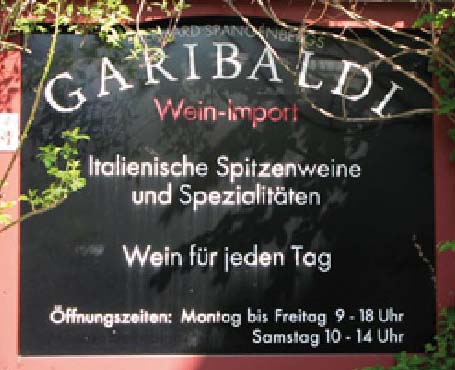 SPANGENBERGS
GARIBALDI
Wein-Import
Italienische Spitzenweine
und Spezialitäten
Wein für jeden Tag
Öffnungszeiten: Montag bis Freitag 9 - 18 Uhr
Samstag 10 - 14 Uhr